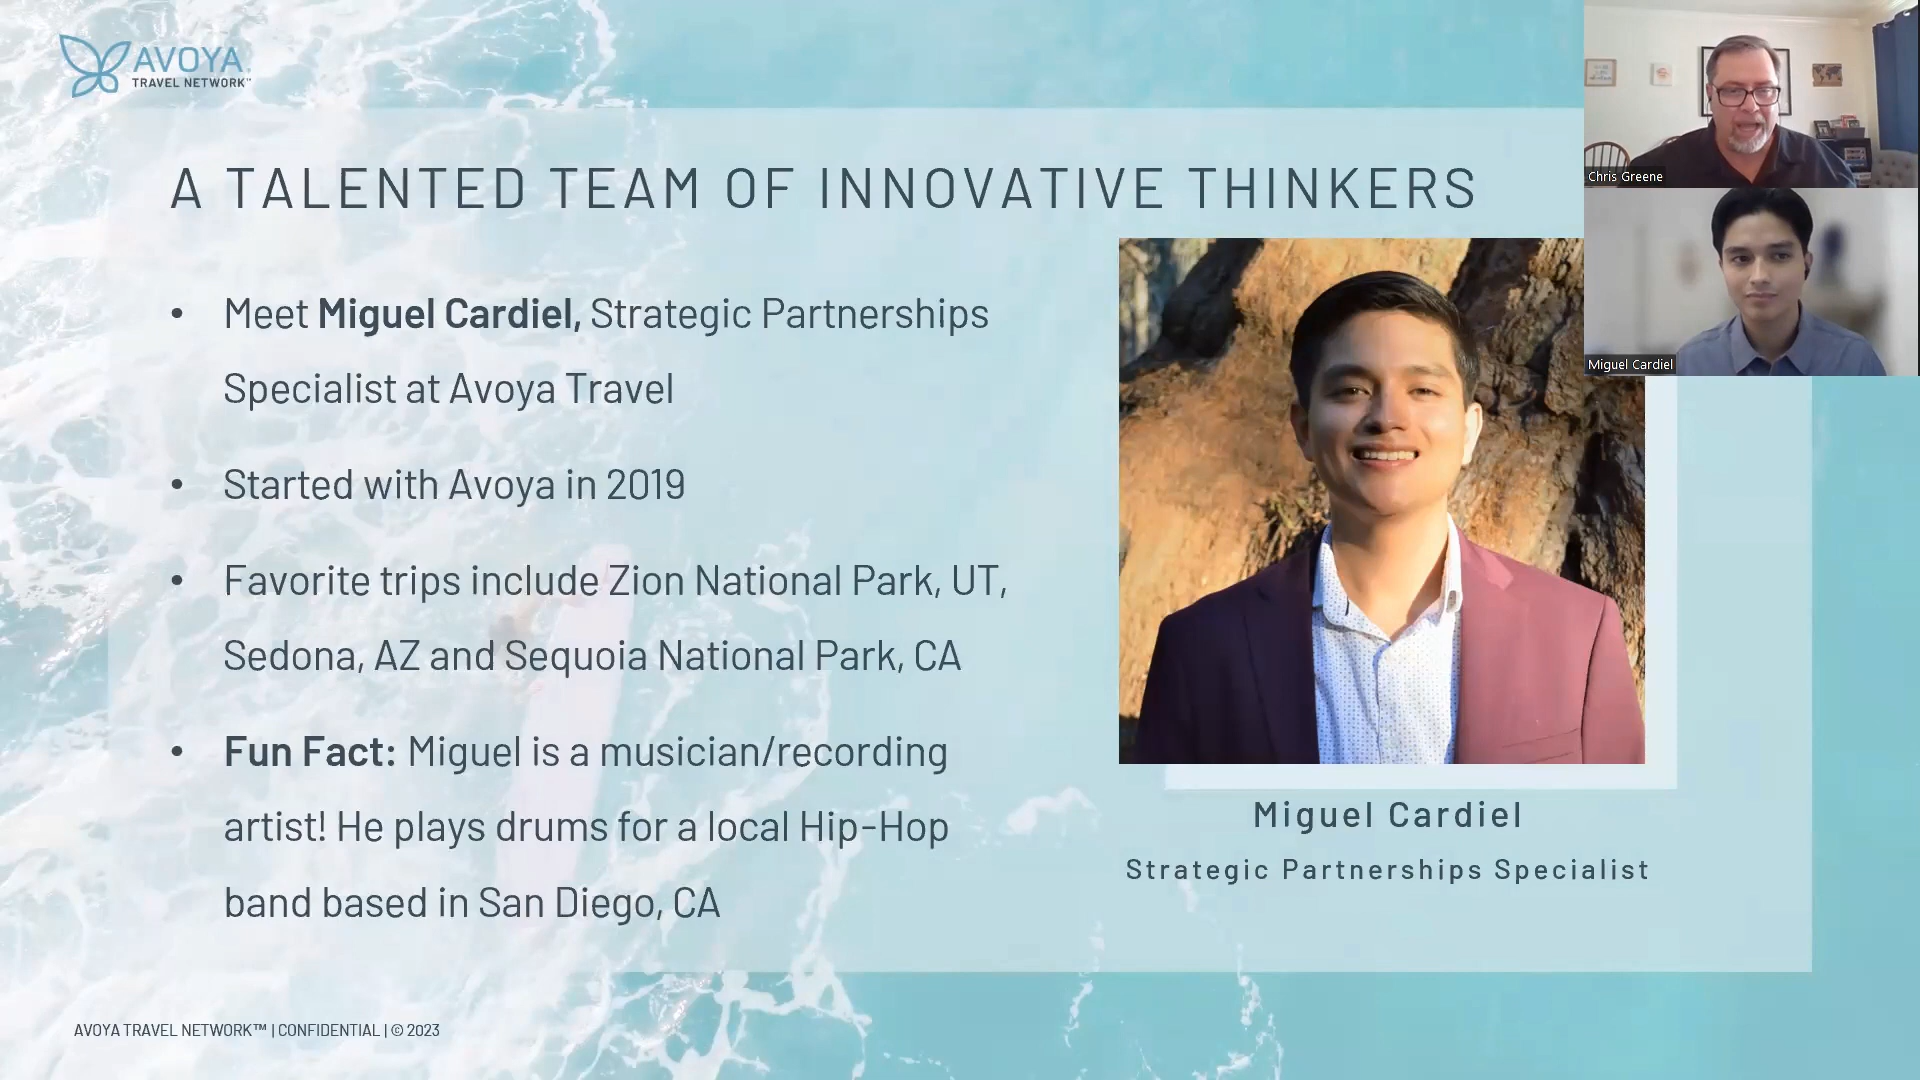 AVOYA
TRAVEL NETWORK™
A TALENTED TEAM OF INNOVATIVE THINKERS
• Meet Miguel Cardiel, Strategic Partnerships
Specialist at Avoya Travel
• Started with Avoya in 2019
• Favorite trips include Zion National Park, UT,
Sedona, AZ and Sequoia National Park, CA
• Fun Fact: Miguel is a musician/recording
artist! He plays drums for a local Hip-Hop
band based in San Diego, CA
Chris Greene
Miguel Cardiel
Miguel Cardiel
Strategic Partnerships Specialist
AVOYA TRAVEL NETWORK™ | CONFIDENTIAL | © 2023